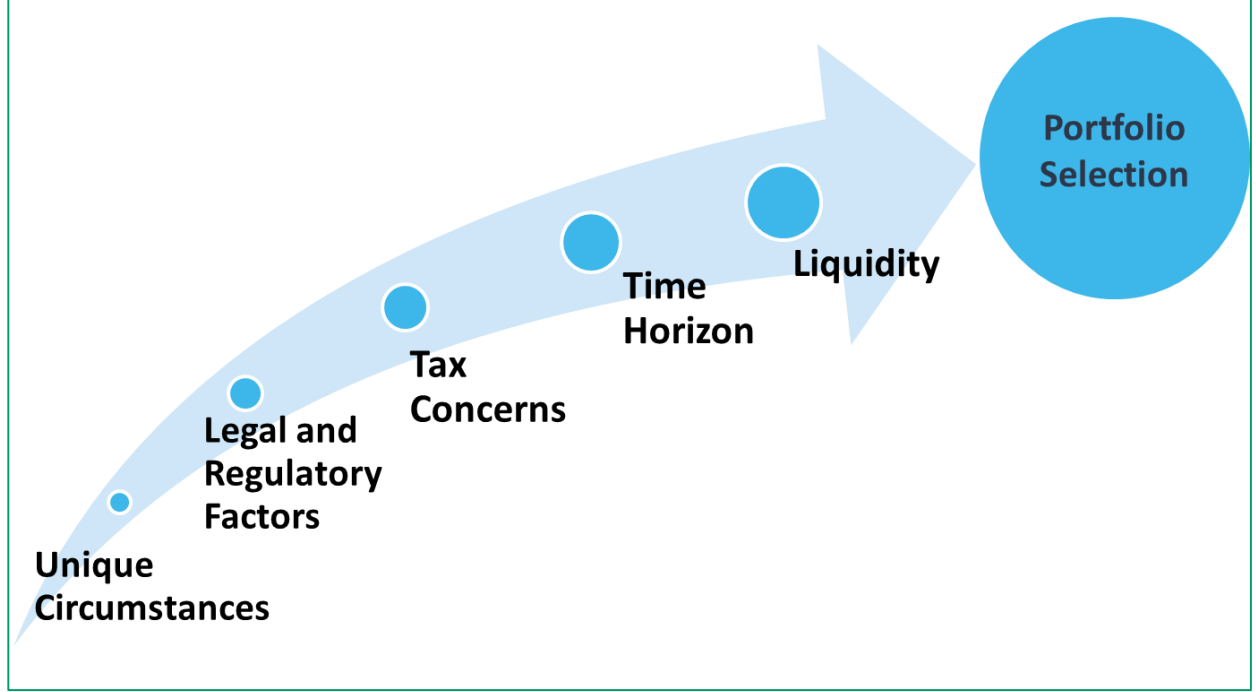 Portfolio
Selection
Liquidity
Time
Horizon
Tax
Concerns
Legal and
Regulatory
Factors
Unique
Circumstances